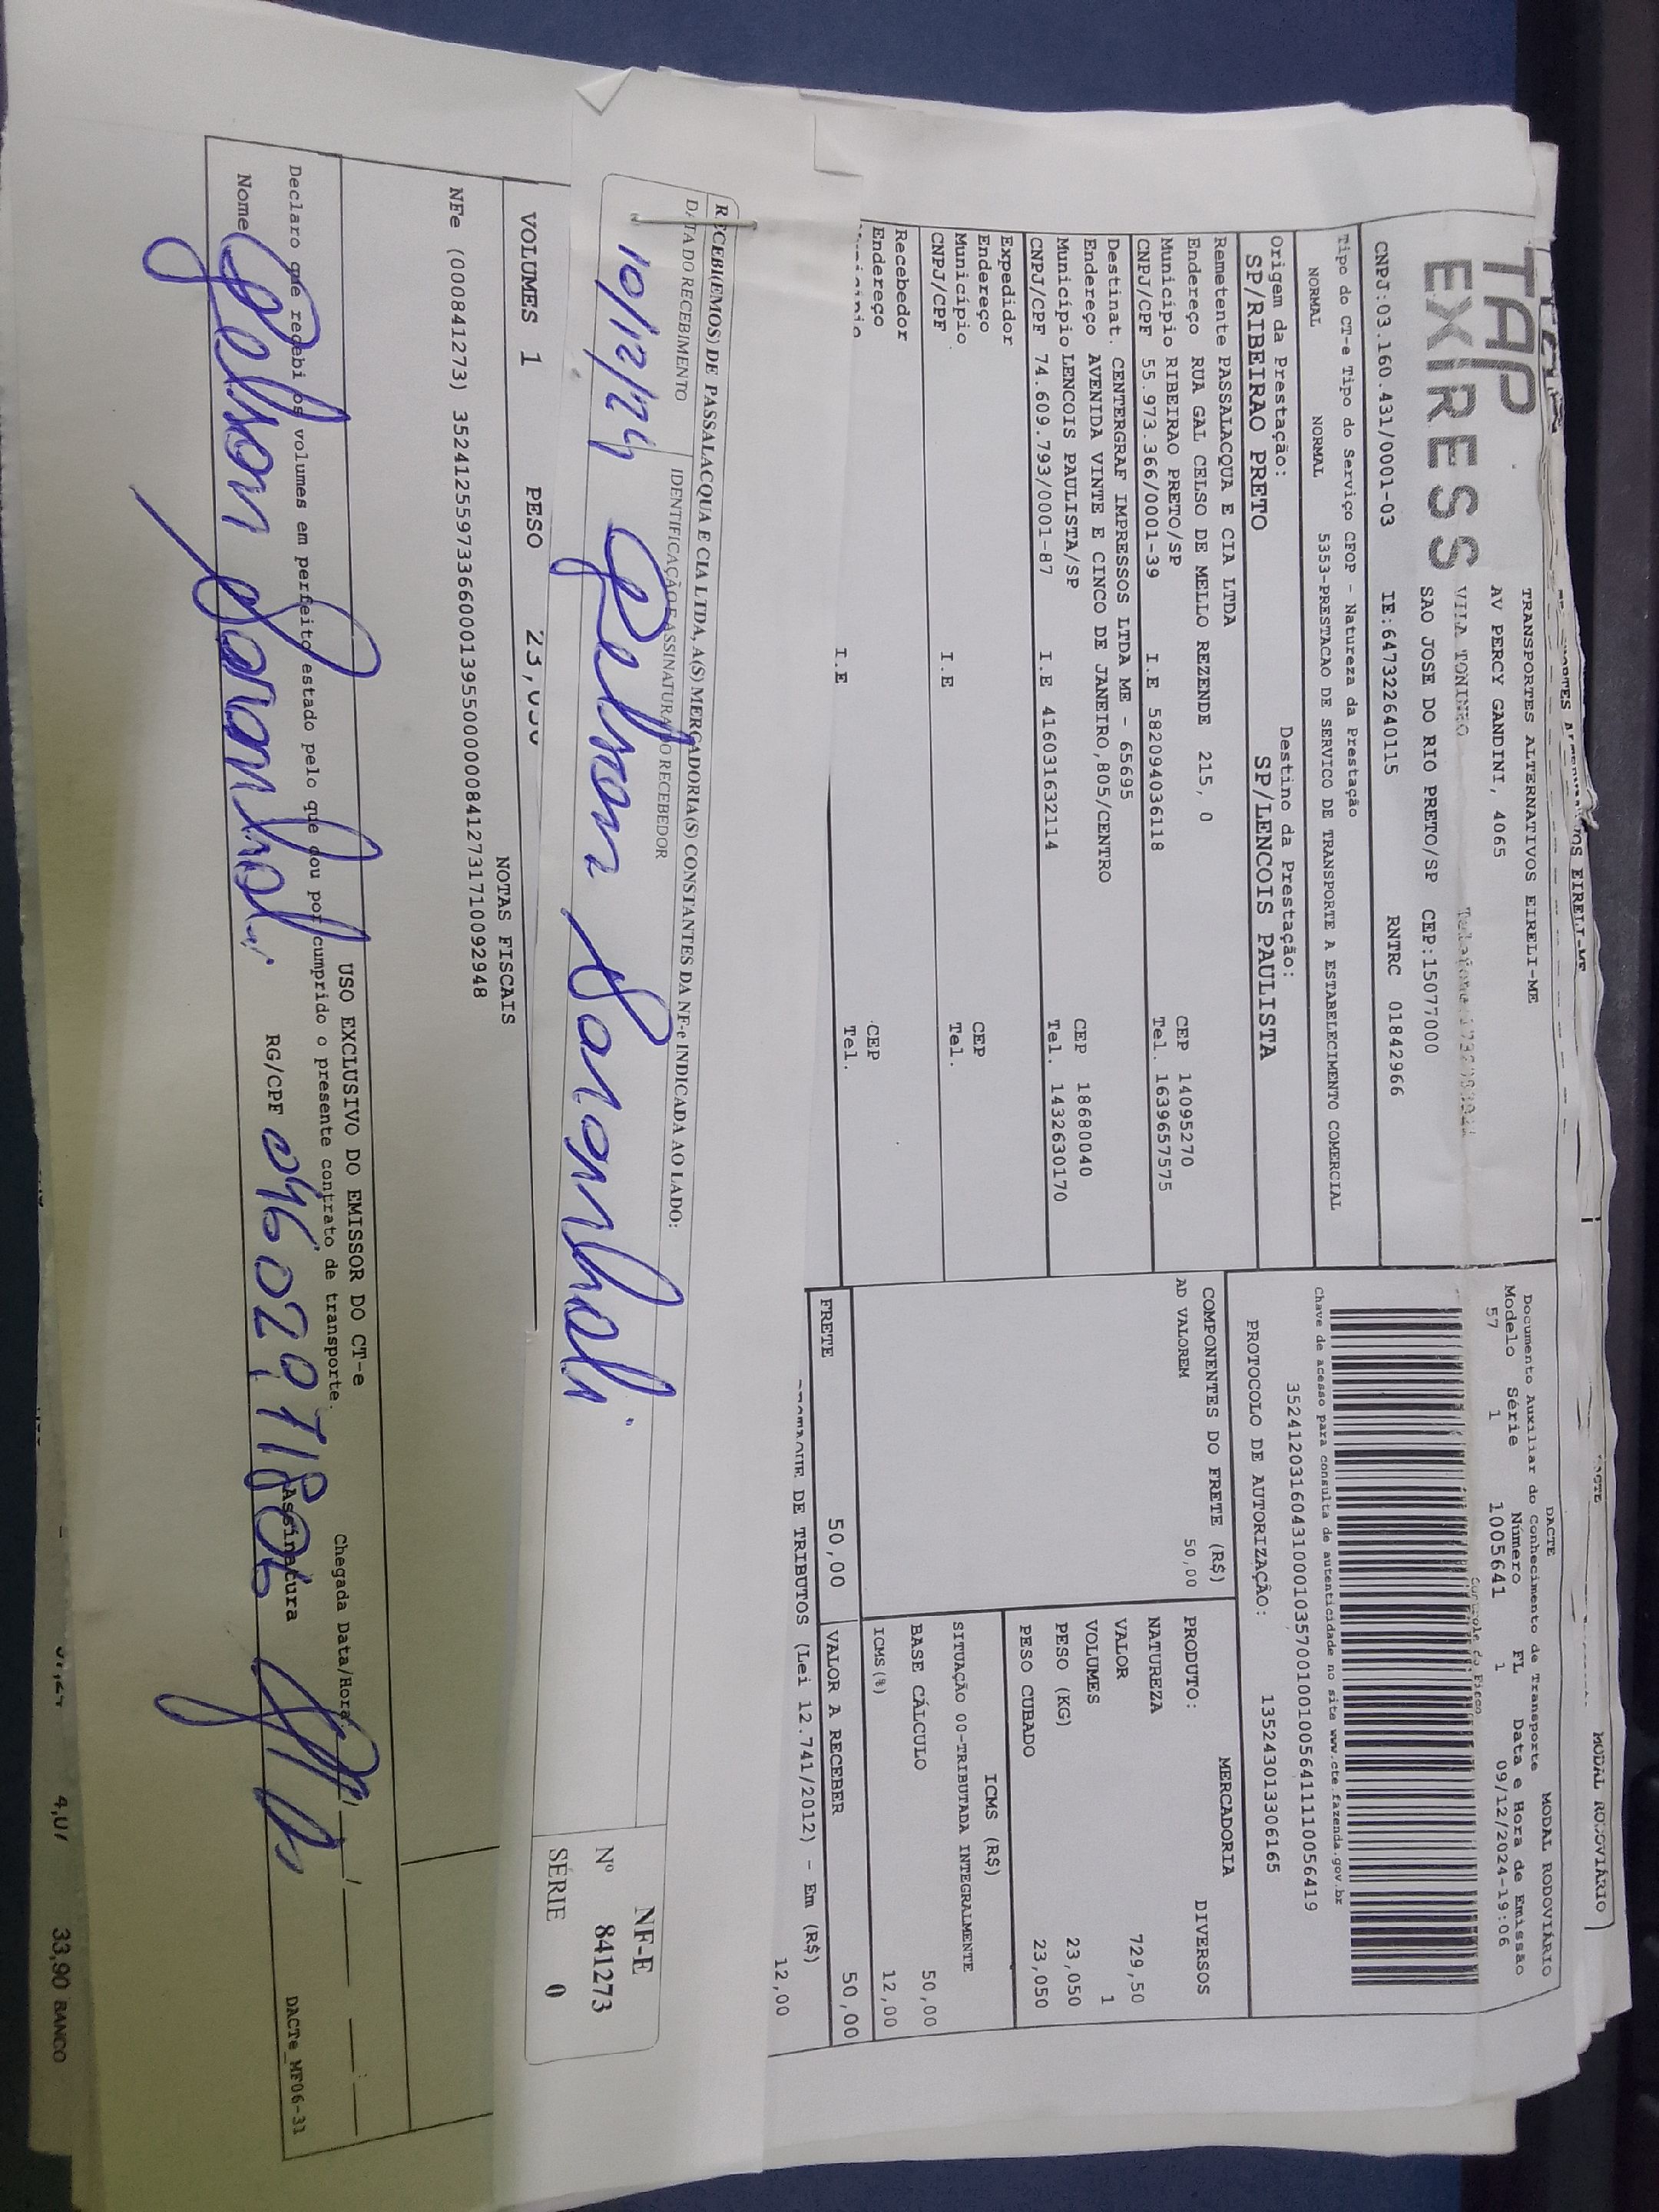 TAP
EXPRESS
TRANSPORTES ALTERNATIVOS EIRELI-ME
AV PERCY GANDINI, 4065
VILA TONINHO
SAO JOSE DO RIO PRETO/SP CEP:15077000
CNPJ:03.160.431/0001-03 IE:647322640115 RNTRC 01842966
DACTE MODAL RODOVIÁRIO
Documento Auxiliar do Conhecimento de Transporte
Modelo Série Número FL Data e Hora de Emissão
57 1 1005641 1 09/12/2024-19:06
Controle do Fisco
Chave de acesso para consulta de autenticidade no site www.cte.fazenda.gov.br
35241203160431000103570010010056411110056419
PROTOCOLO DE AUTORIZAÇÃO: 135243013306165
Tipo do CT-e Tipo do Serviço CFOP - Natureza da Prestação
NORMAL NORMAL 5353-PRESTACAO DE SERVICO DE TRANSPORTE A ESTABELECIMENTO COMERCIAL
Origem da Prestação: Destino da Prestação:
SP/RIBEIRAO PRETO SP/LENCOIS PAULISTA
Remetente PASSALACQUA E CIA LTDA
Endereço RUA GAL CELSO DE MELLO REZENDE 215, 0 CEP 14095270
Município RIBEIRAO PRETO/SP Tel. 1639657575
CNPJ/CPF 55.973.366/0001-39 I.E 582094036118
Destinat. CENTERGRAF IMPRESSOS LTDA ME - 65695
Endereço AVENIDA VINTE E CINCO DE JANEIRO,805/CENTRO CEP 18680040
Município LENCOIS PAULISTA/SP Tel. 1432630170
CNPJ/CPF 74.609.793/0001-87 I.E 416031632114
Expedidor
Endereço CEP
Município Tel.
CNPJ/CPF I.E
Recebedor
Endereço CEP
Município Tel.
I.E
COMPONENTES DO FRETE (R$)
AD VALOREM 50,00
MERCADORIA
PRODUTO: DIVERSOS
NATUREZA
VALOR 729,50
VOLUMES 1
PESO (KG) 23,050
PESO CUBADO 23,050
ICMS (R$)
SITUAÇÃO 00-TRIBUTADA INTEGRALMENTE
BASE CÁLCULO 50,00
ICMS(%) 12,00
FRETE 50,00 VALOR A RECEBER 50,00
DE TRIBUTOS (Lei 12.741/2012) - Em (R$)
12,00
RECEBI(EMOS) DE PASSALACQUA E CIA LTDA, A(S) MERCADORIA(S) CONSTANTES DA NF-e INDICADA AO LADO:
DATA DO RECEBIMENTO IDENTIFICAÇÃO E ASSINATURA DO RECEBEDOR
10/12/24 Gelson Saranholi
NF-E
Nº 841273
SÉRIE 0
VOLUMES 1 PESO 23,050
NOTAS FISCAIS
NFe (000841273) 35241255973366000139550000008412731710092948
USO EXCLUSIVO DO EMISSOR DO CT-e
Declaro que recebi os volumes em perfeito estado pelo que dou por cumprido o presente contrato de transporte.
Chegada Data/Hora
Nome Gelson Saranholi RG/CPF 04602971806 Assinatura
DACTe_MF06-31
4,07 33,90 BANCO